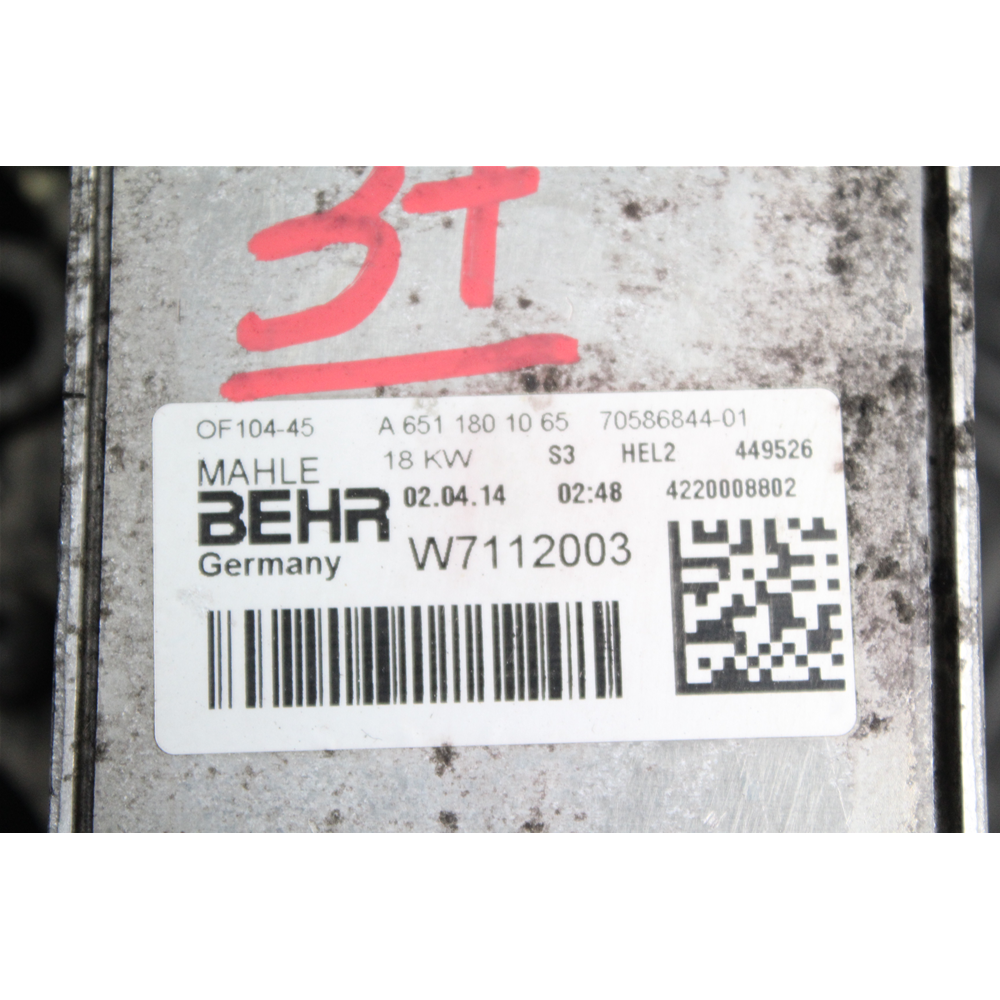 37
OF104-45 A 651 180 10 65 70586844-01
MAHLE 18 KW S3 HEL2 449526
BEHR 02.04.14 02:48 4220008802
Germany W7112003